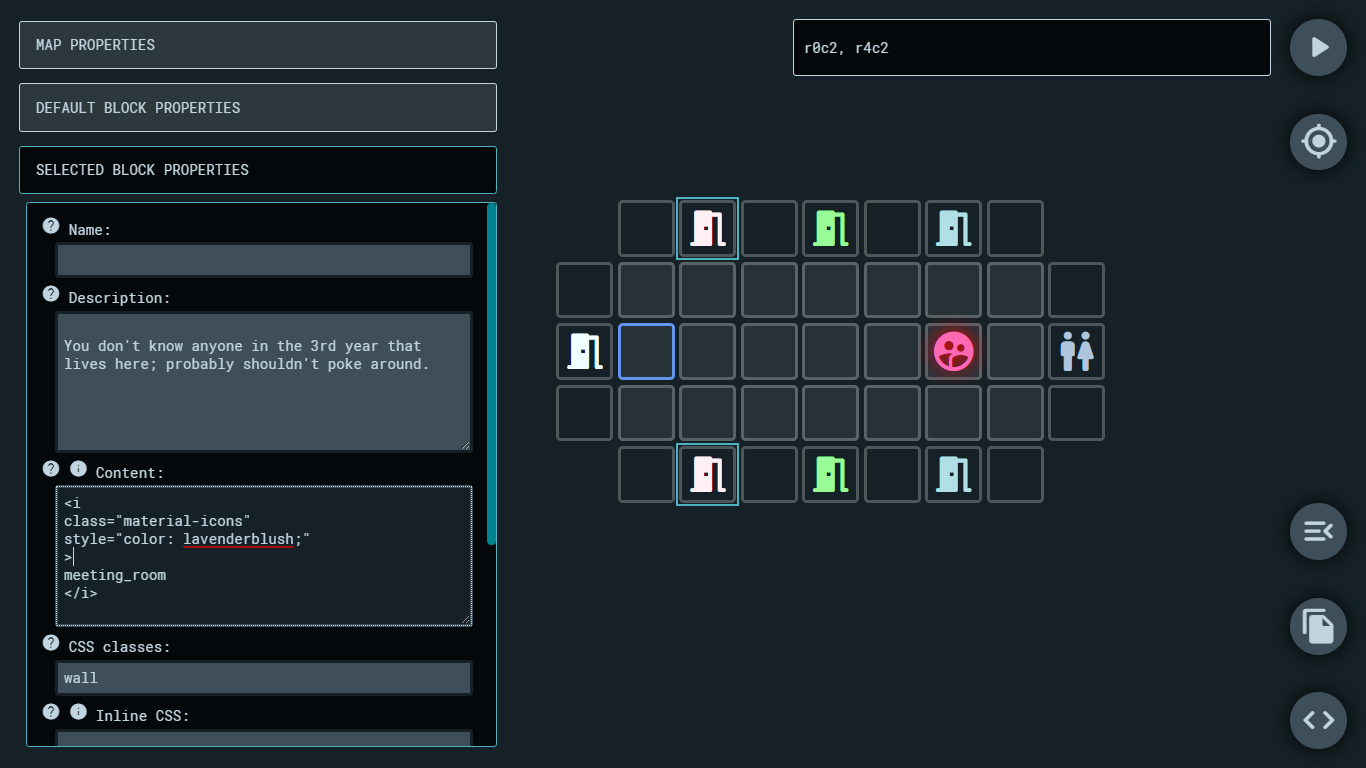 MAP PROPERTIES
DEFAULT BLOCK PROPERTIES
SELECTED BLOCK PROPERTIES
Name:
Description:
You don't know anyone in the 3rd year that
lives here; probably shouldn't poke around.
Content:
<i
class="material-icons"
style="color: lavenderblush;"
>
meeting_room
</i>
CSS classes:
wall
Inline CSS:
r0c2, r4c2